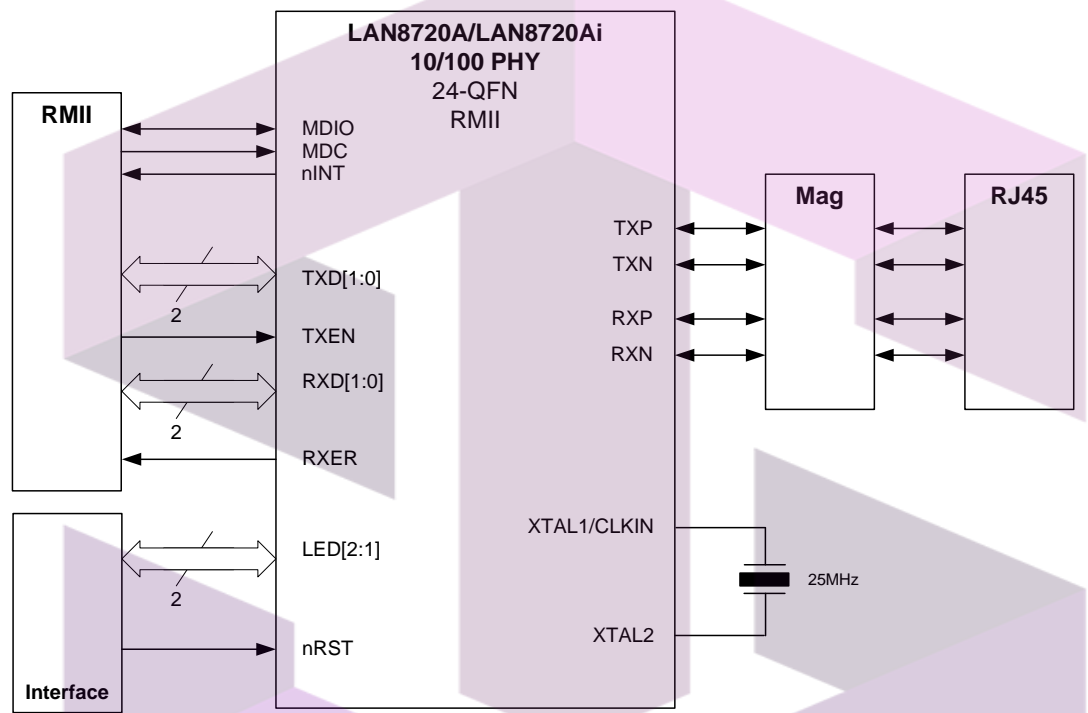 LAN8720A/LAN8720Ai
10/100 PHY
24-QFN
RMII
RMII
MDIO
MDC
nINT
TXD[1:0]
2
TXEN
RXD[1:0]
2
RXER
LED[2:1]
2
nRST
Interface
TXP
TXN
RXP
RXN
Mag
RJ45
XTAL1/CLKIN
25MHz
XTAL2